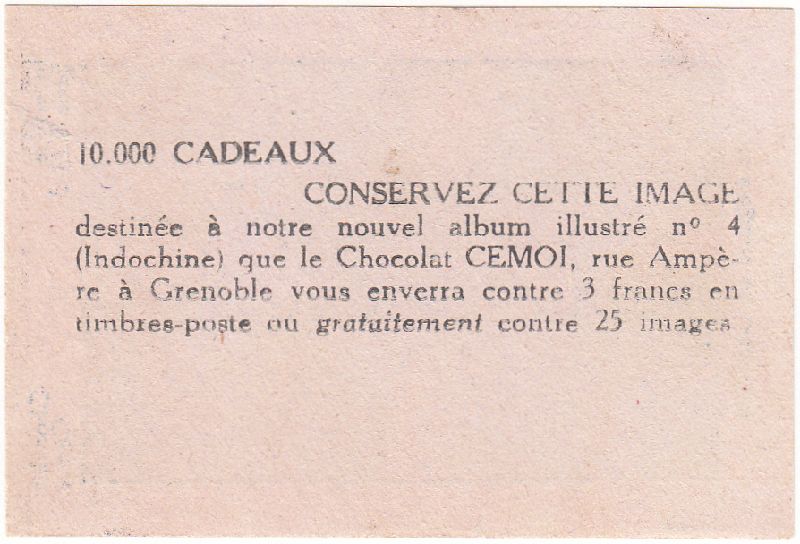 10.000 CADEAUX
CONSERVEZ CETTE IMAGE
destinée à notre nouvel album illustré nº 4
(Indochine) que le Chocolat CEMOI, rue Ampè-
re à Grenoble vous enverra contre 3 francs en
timbres-poste ou gratuitement contre 25 images